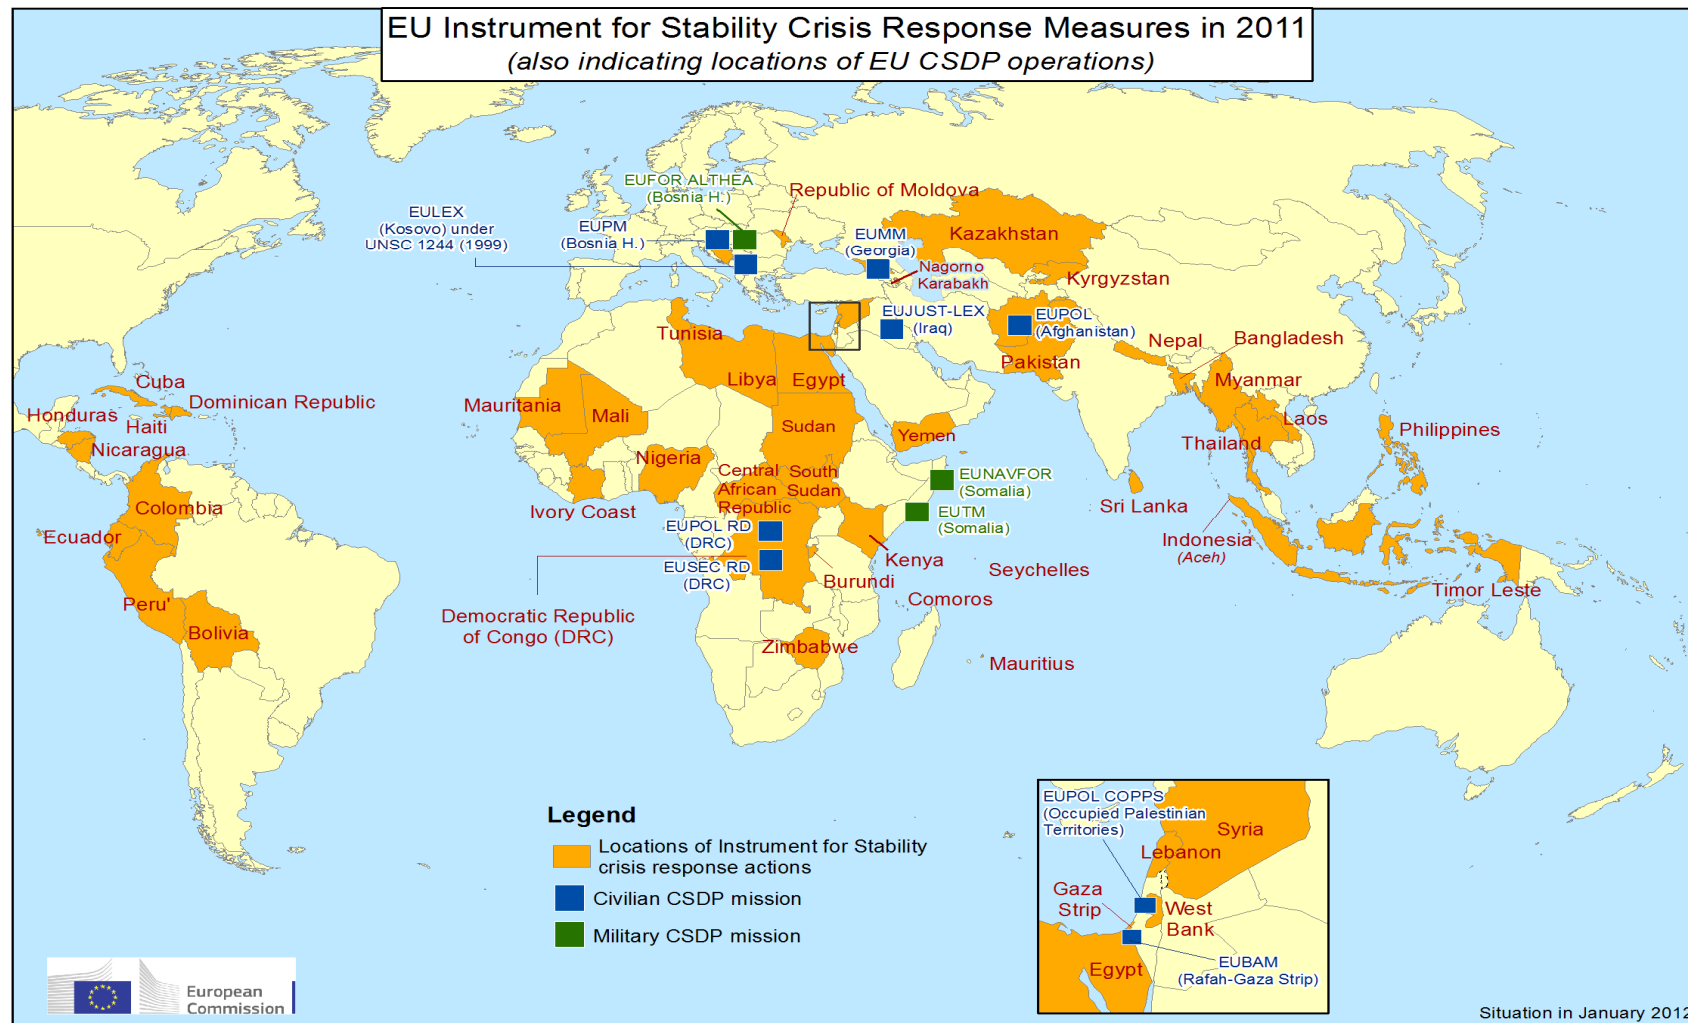 EU Instrument for Stability Crisis Response Measures in 2011
(also indicating locations of EU CSDP operations)
EUFOR ALTHEA
(Bosnia H.)
Republic of Moldova
EULEX
(Kosovo) under
UNSC 1244 (1999)
EUPM
(Bosnia H.)
EUMM
(Georgia)
Kazakhstan
Nagorno
Karabakh
Kyrgyzstan
EUJUST-LEX
(Iraq)
EUPOL
(Afghanistan)
Tunisia
Pakistan
Nepal
Bangladesh
Libya
Egypt
Myanmar
Cuba
Dominican Republic
Honduras
Haiti
Nicaragua
Mauritania
Mali
Sudan
Yemen
Laos
Thailand
Philippines
Nigeria
Central
African
Republic
South
Sudan
EUNAVFOR
(Somalia)
EUTM
(Somalia)
Colombia
Ivory Coast
Sri Lanka
Ecuador
EUPOL RD
(DRC)
EUSEC RD
(DRC)
Kenya
Burundi
Seychelles
Comoros
Indonesia
(Aceh)
Timor Leste
Peru'
Bolivia
Democratic Republic
of Congo (DRC)
Zimbabwe
Mauritius
Legend
Locations of Instrument for Stability
crisis response actions
Civilian CSDP mission
Military CSDP mission
EUPOL COPPS
(Occupied Palestinian
Territories)
Syria
Lebanon
Gaza
Strip
West
Bank
EUBAM
(Rafah-Gaza Strip)
Egypt
European
Commission
Situation in January 2012